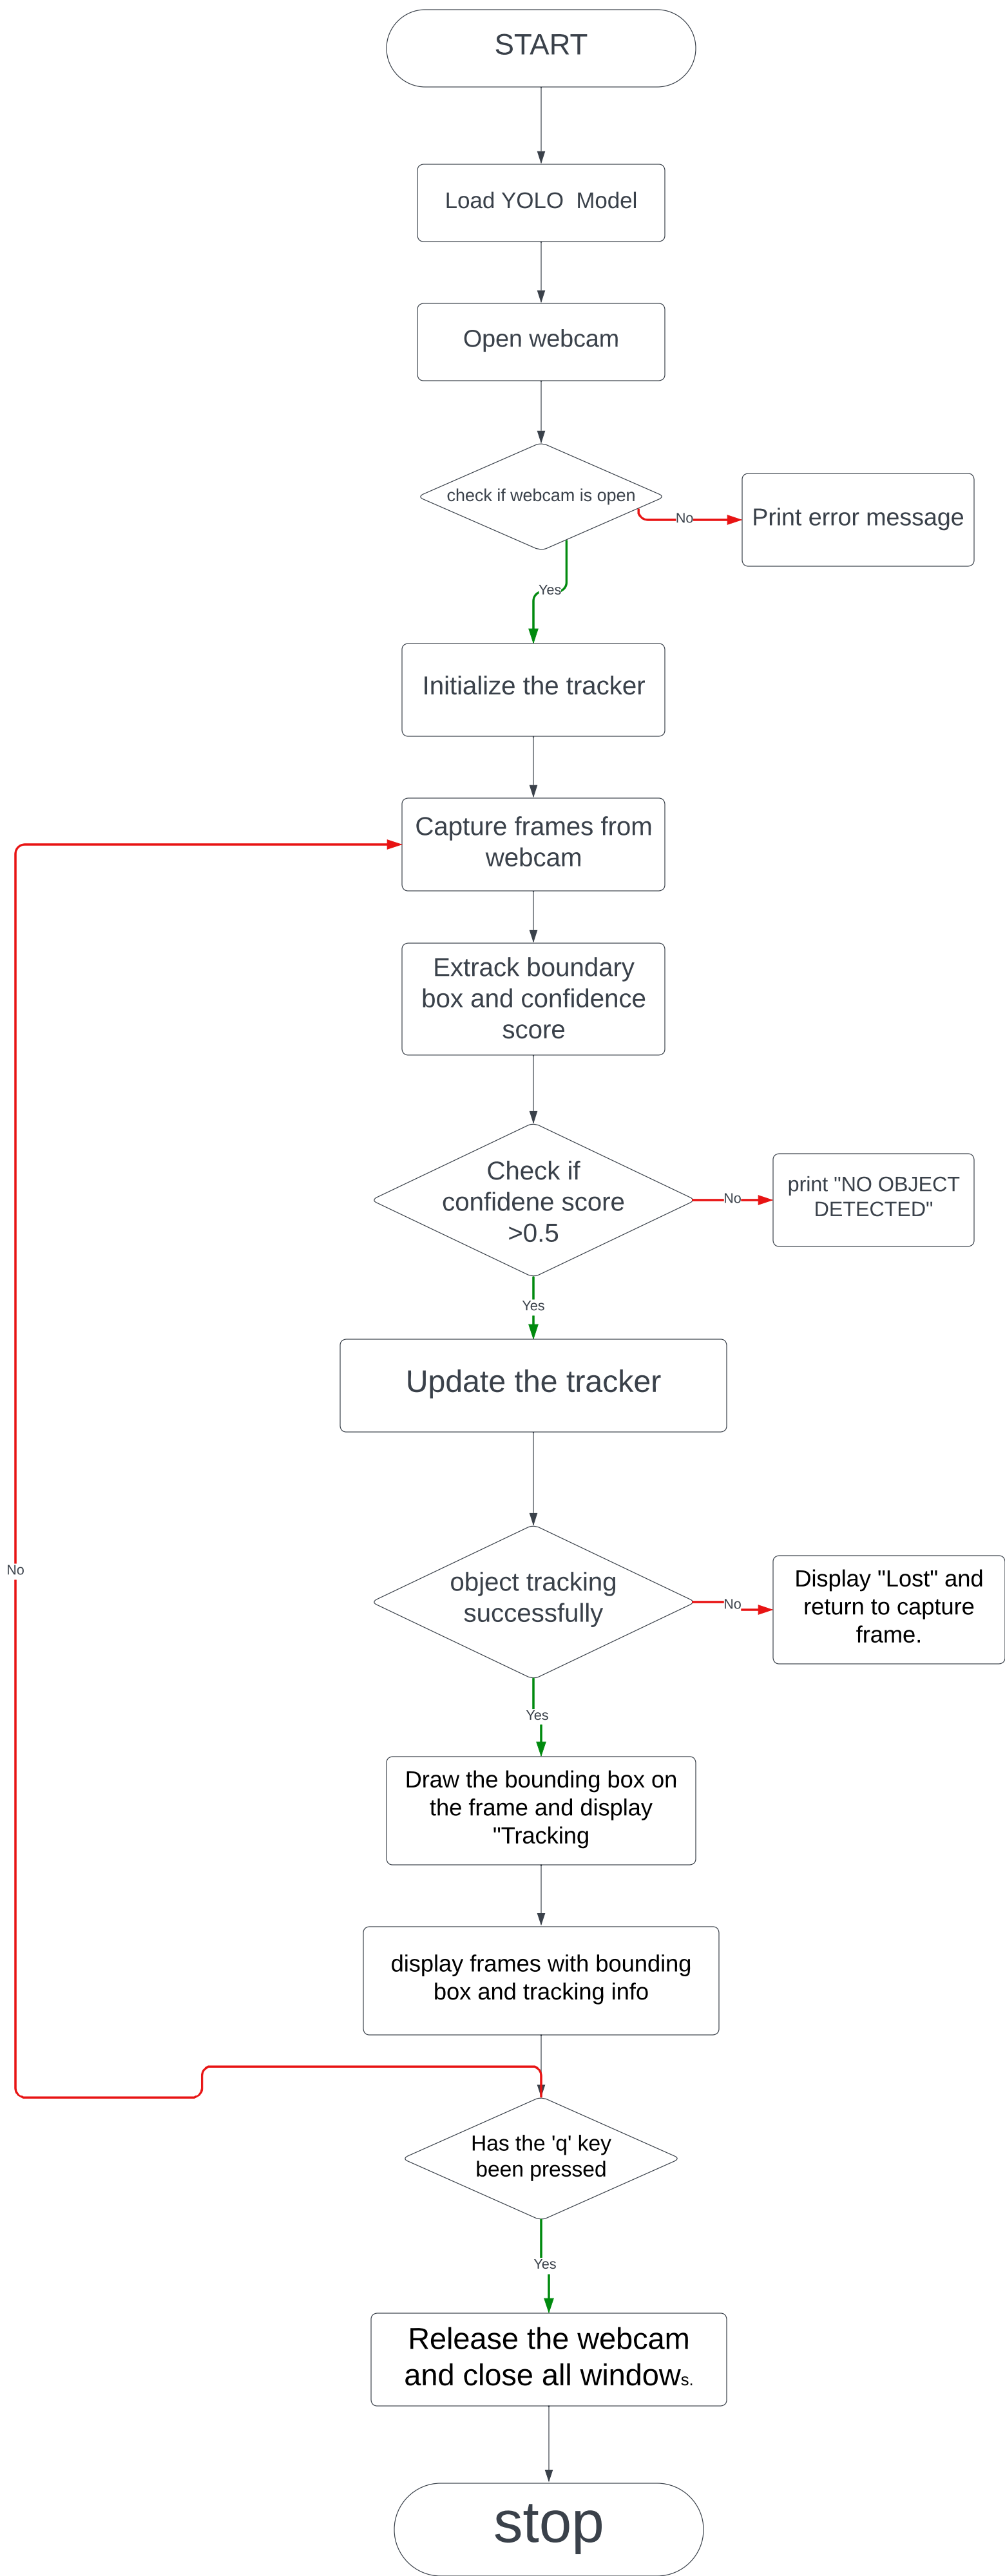 START
Load YOLO  Model
Open webcam
check if webcam is open
No
Print error message
Yes
Initialize the tracker
Capture frames from
webcam
Extrack boundary
box and confidence
score
Check if
confidene score
>0.5
No
print "NO OBJECT
DETECTED"
Yes
Update the tracker
object tracking
successfully
No
Display "Lost" and
return to capture
frame.
No
Yes
Draw the bounding box on
the frame and display
"Tracking
display frames with bounding
box and tracking info
Has the 'q' key
been pressed
Yes
Release the webcam
and close all windows.
stop